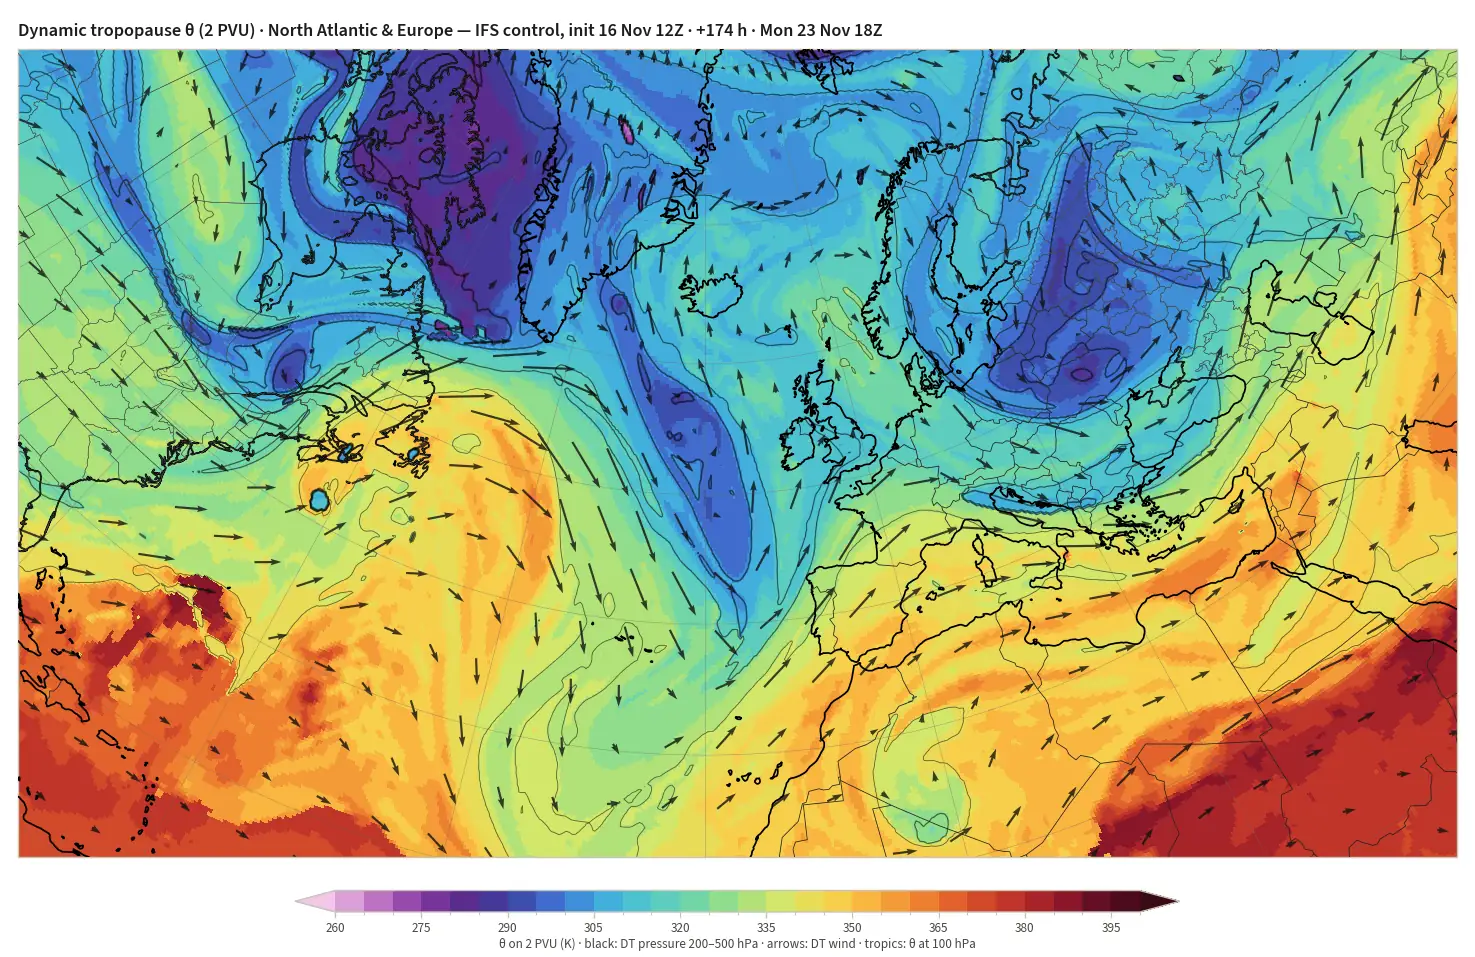 Dynamic tropopause θ (2 PVU) · North Atlantic & Europe — IFS control, init 16 Nov 12Z · +174 h · Mon 23 Nov 18Z
260 275 290 305 320 335 350 365 380 395
θ on 2 PVU (K) · black: DT pressure 200–500 hPa · arrows: DT wind · tropics: θ at 100 hPa